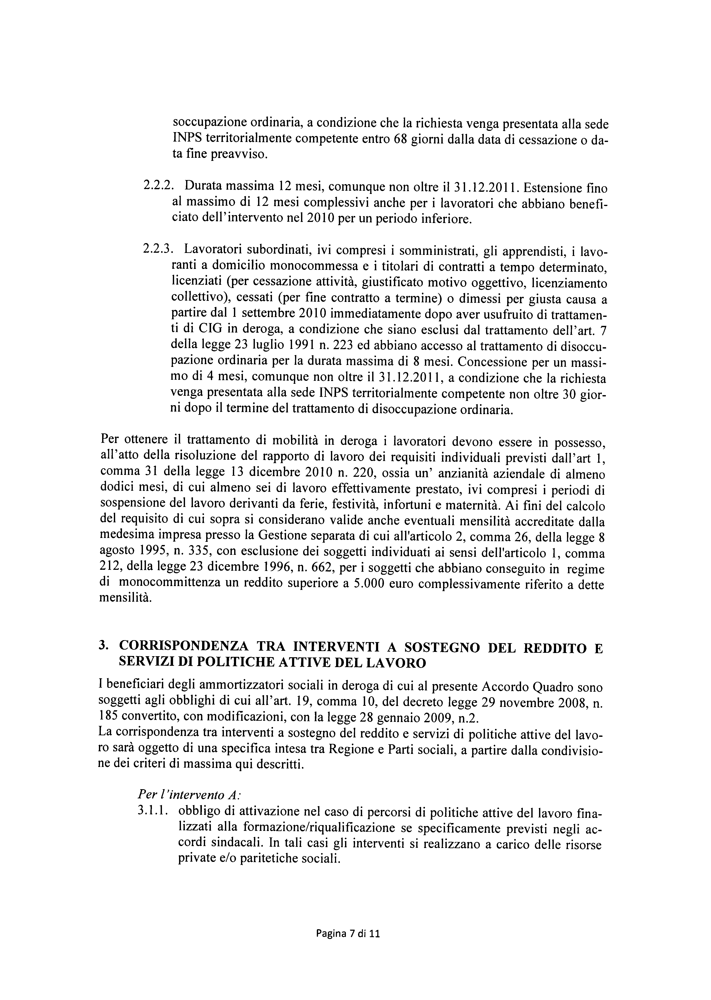 soccupazione ordinaria, a condizione che la richiesta venga presentata alla sede
INPS territorialmente competente entro 68 giorni dalla data di cessazione o da-
ta fine preavviso.
2.2.2. Durata massima 12 mesi, comunque non oltre il 31.12.2011. Estensione fino
al massimo di 12 mesi complessivi anche per i lavoratori che abbiano benefi-
ciato dell'intervento nel 2010 per un periodo inferiore.
2.2.3. Lavoratori subordinati, ivi compresi i somministrati, gli apprendisti, i lavo-
ranti a domicilio monocommessa e i titolari di contratti a tempo determinato,
licenziati (per cessazione attività, giustificato motivo oggettivo, licenziamento
collettivo), cessati (per fine contratto a termine) o dimessi per giusta causa a
partire dal 1 settembre 2010 immediatamente dopo aver usufruito di trattamen-
ti di CIG in deroga, a condizione che siano esclusi dal trattamento dell'art. 7
della legge 23 luglio 1991 n. 223 ed abbiano accesso al trattamento di disoccu-
pazione ordinaria per la durata massima di 8 mesi. Concessione per un massi-
mo di 4 mesi, comunque non oltre il 31.12.2011, a condizione che la richiesta
venga presentata alla sede INPS territorialmente competente non oltre 30 gior-
ni dopo il termine del trattamento di disoccupazione ordinaria.
Per ottenere il trattamento di mobilità in deroga i lavoratori devono essere in possesso,
all'atto della risoluzione del rapporto di lavoro dei requisiti individuali previsti dall'art 1,
comma 31 della legge 13 dicembre 2010 n. 220, ossia un' anzianità aziendale di almeno
dodici mesi, di cui almeno sei di lavoro effettivamente prestato, ivi compresi i periodi di
sospensione del lavoro derivanti da ferie, festività, infortuni e maternità. Ai fini del calcolo
del requisito di cui sopra si considerano valide anche eventuali mensilità accreditate dalla
medesima impresa presso la Gestione separata di cui all'articolo 2, comma 26, della legge 8
agosto 1995, n. 335, con esclusione dei soggetti individuati ai sensi dell'articolo 1, comma
212, della legge 23 dicembre 1996, n. 662, per i soggetti che abbiano conseguito in regime
di monocommittenza un reddito superiore a 5.000 euro complessivamente riferito a dette
mensilità.
3. CORRISPONDENZA TRA INTERVENTI A SOSTEGNO DEL REDDITO E
SERVIZI DI POLITICHE ATTIVE DEL LAVORO
I beneficiari degli ammortizzatori sociali in deroga di cui al presente Accordo Quadro sono
soggetti agli obblighi di cui all'art. 19, comma 10, del decreto legge 29 novembre 2008, n.
185 convertito, con modificazioni, con la legge 28 gennaio 2009, n.2.
La corrispondenza tra interventi a sostegno del reddito e servizi di politiche attive del lavo-
ro sarà oggetto di una specifica intesa tra Regione e Parti sociali, a partire dalla condivisio-
ne dei criteri di massima qui descritti.
Per l'intervento A:
3.1.1. obbligo di attivazione nel caso di percorsi di politiche attive del lavoro fina-
lizzati alla formazione/riqualificazione se specificamente previsti negli ac-
cordi sindacali. In tali casi gli interventi si realizzano a carico delle risorse
private e/o paritetiche sociali.
Pagina 7 di 11